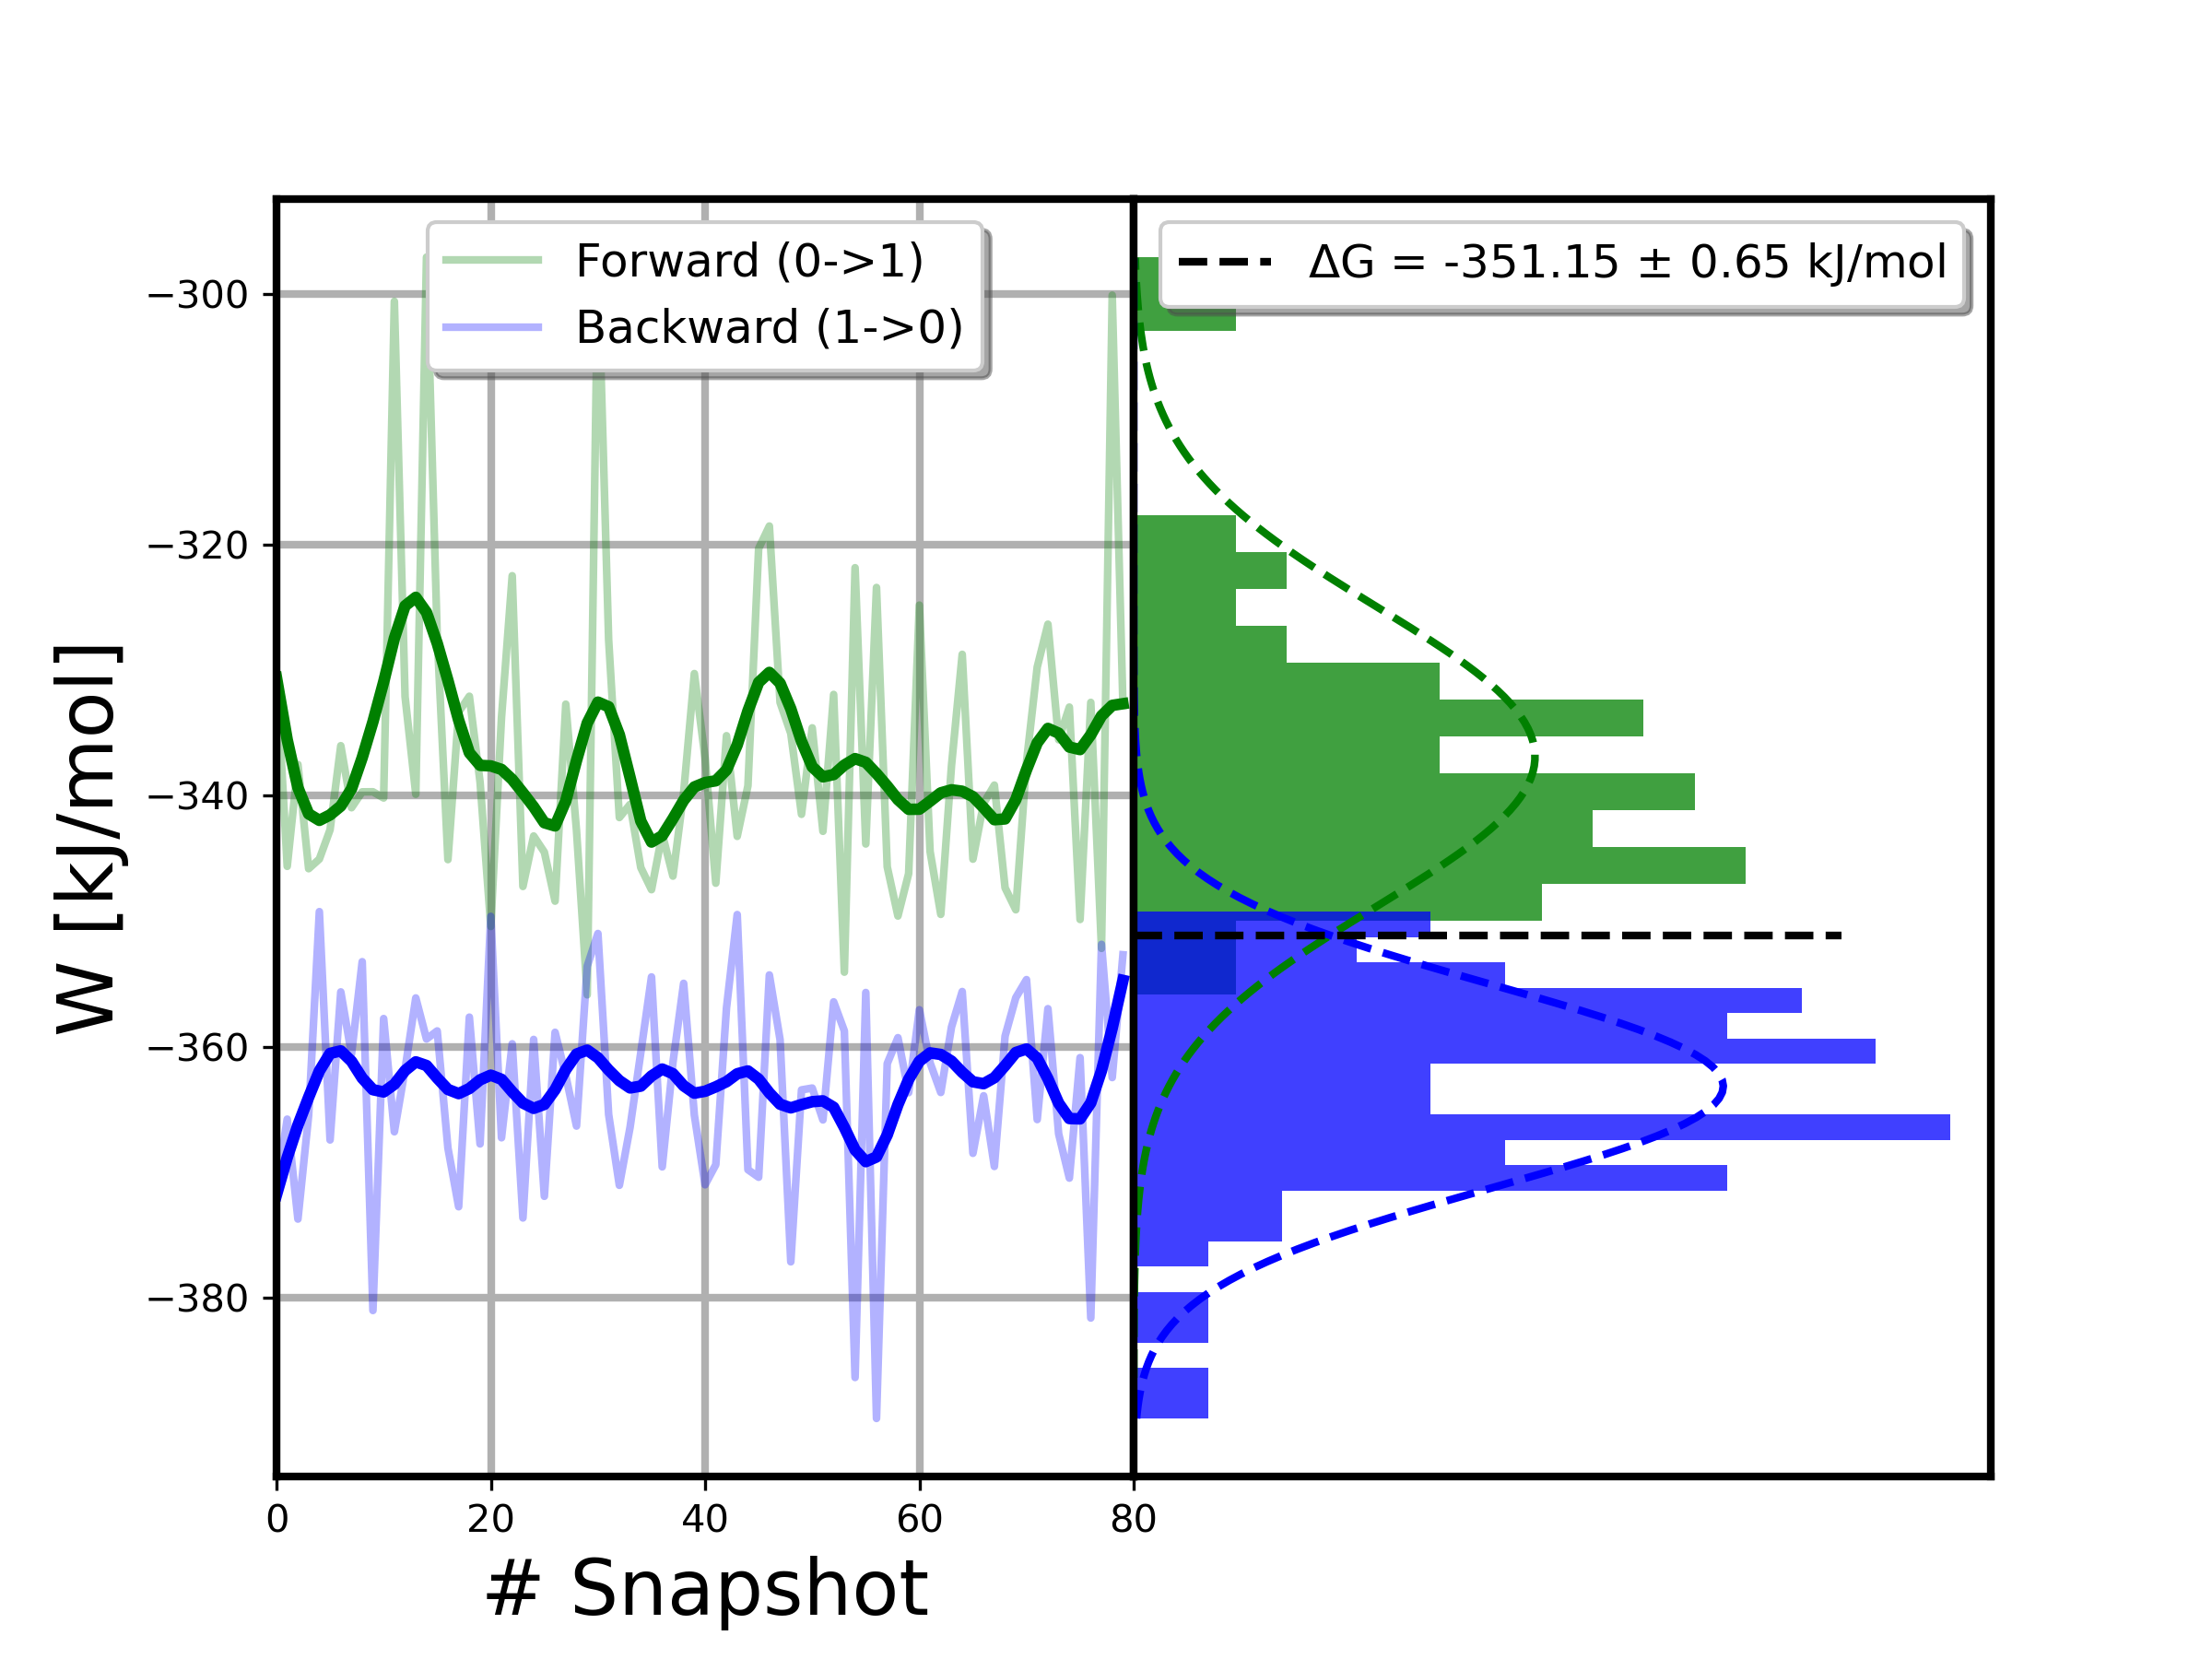 Forward (0->1)
Backward (1->0)
ΔG = -351.15 ± 0.65 kJ/mol
W [kJ/mol]
−300
−320
−340
−360
−380
0 20 40 60 80
# Snapshot